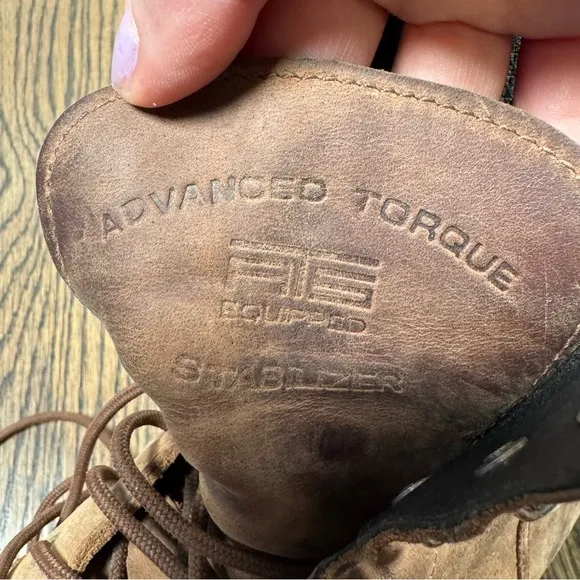 ADVANCED TORQUE
ATS
EQUIPPED
STABILIZER